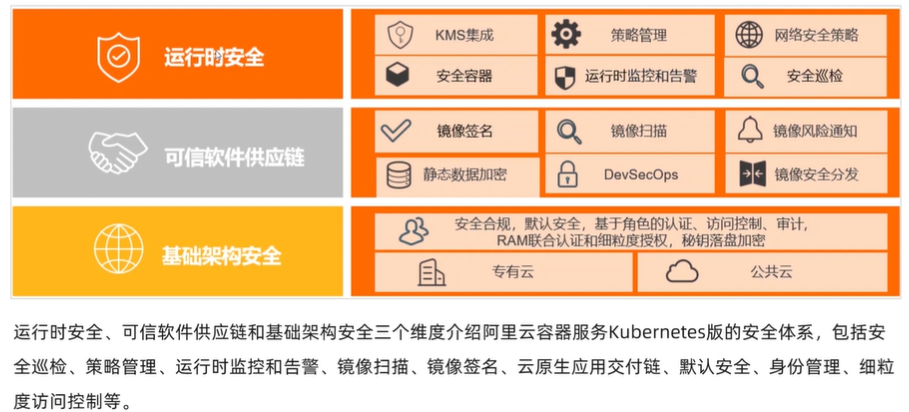 运行时安全
KMS集成
策略管理
网络安全策略
安全容器
运行时监控和告警
安全巡检
可信软件供应链
镜像签名
镜像扫描
镜像风险通知
静态数据加密
DevSecOps
镜像安全分发
基础架构安全
安全合规，默认安全，基于角色的认证、访问控制、审计，
RAM联合认证和细粒度授权，秘钥落盘加密
专有云
公共云
运行时安全、可信软件供应链和基础架构安全三个维度介绍阿里云容器服务Kubernetes版的安全体系，包括安
全巡检、策略管理、运行时监控和告警、镜像扫描、镜像签名、云原生应用交付链、默认安全、身份管理、细粒
度访问控制等。